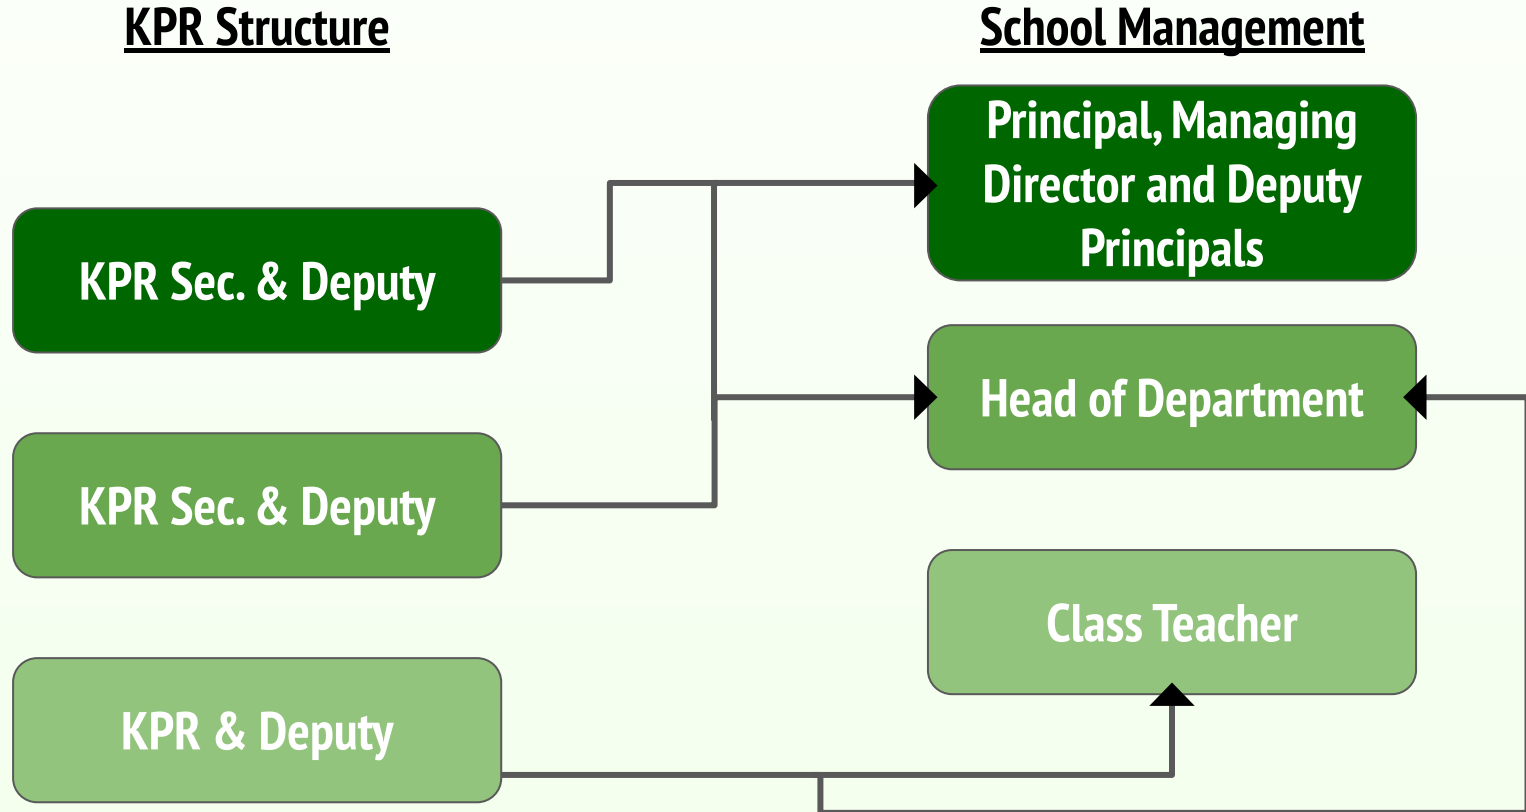 KPR Structure
School Management
Principal, Managing
Director and Deputy
Principals
KPR Sec. & Deputy
Head of Department
KPR Sec. & Deputy
Class Teacher
KPR & Deputy